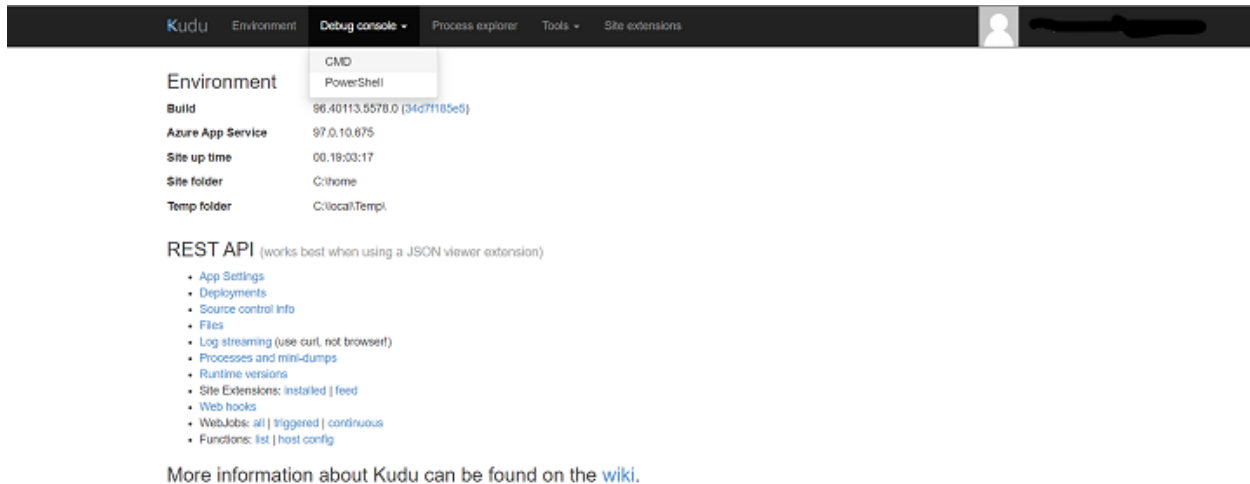 Kudu Environment Debug console Process explorer Tools Site extensions
CMD
PowerShell
Environment
Build 96.40113.5578.0 (34d7f185e5)
Azure App Service 97.0.10.675
Site up time 00.19:03:17
Site folder C:\home
Temp folder C:\local\Temp\
REST API (works best when using a JSON viewer extension)
• App Settings
• Deployments
• Source control info
• Files
• Log streaming (use curl, not browser!)
• Processes and mini-dumps
• Runtime versions
• Site Extensions: installed | feed
• Web hooks
• WebJobs: all | triggered | continuous
• Functions: list | host config
More information about Kudu can be found on the wiki.